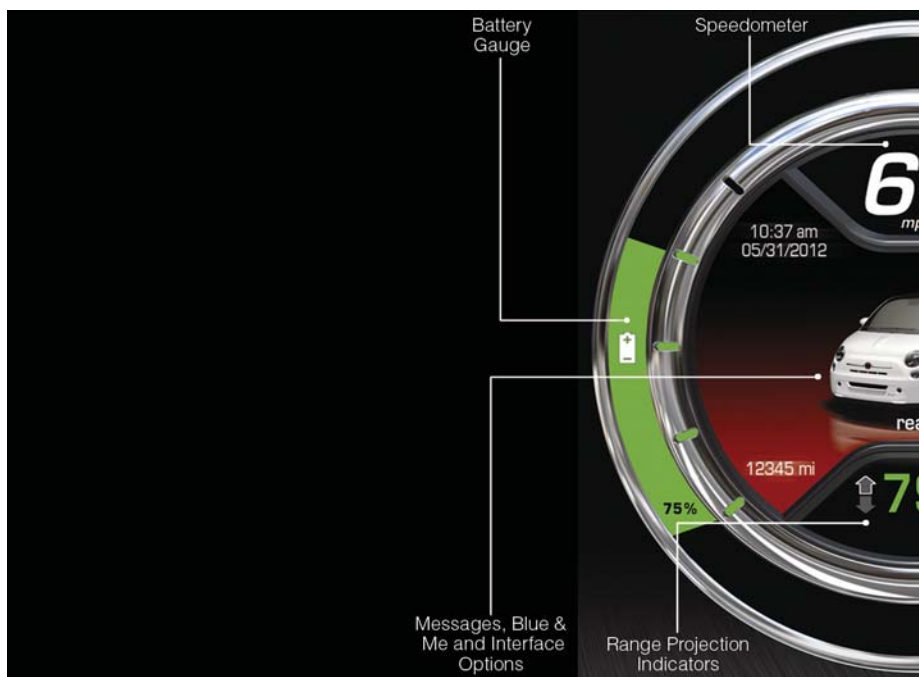 Battery
Gauge
Speedometer
10:37 am
05/31/2012
75%
12345 mi
Messages, Blue &
Me and Interface
Options
Range Projection
Indicators